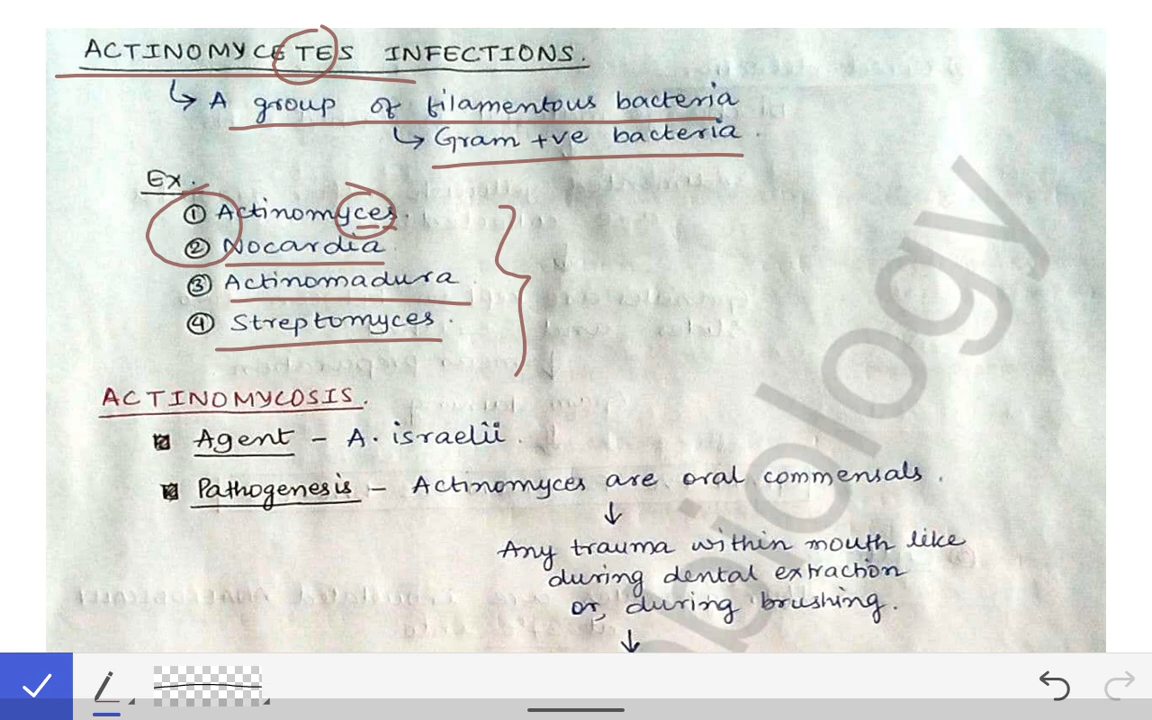 ACTINOMYCETES INFECTIONS.
↳ A group of filamentous bacteria
↳ Gram +ve bacteria.
Ex.
① Actinomyces.
② Nocardia.
③ Actinomadura.
④ Streptomyces.
ACTINOMYCOSIS.
Agent - A. israelii.
Pathogenesis - Actinomyces are oral commensals.
↓
Any trauma within mouth like
during dental extraction
or, during brushing.
↓
biology